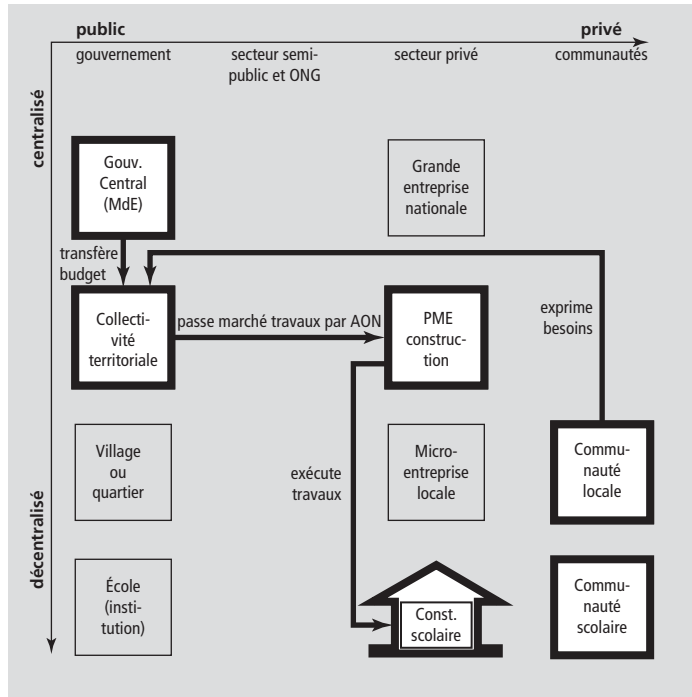 public
privé
gouvernement
secteur semi-
public et ONG
secteur privé
communautés
centralisé
Gouv.
Central
(MdE)
Grande
entreprise
nationale
transfère
budget
Collecti-
vité
territoriale
passe marché travaux par AON
PME
construc-
tion
exprime
besoins
Village
ou
quartier
exécute
travaux
Micro-
entreprise
locale
Commu-
nauté
locale
décentralisé
École
(insti-
tution)
Const.
scolaire
Commu-
nauté
scolaire